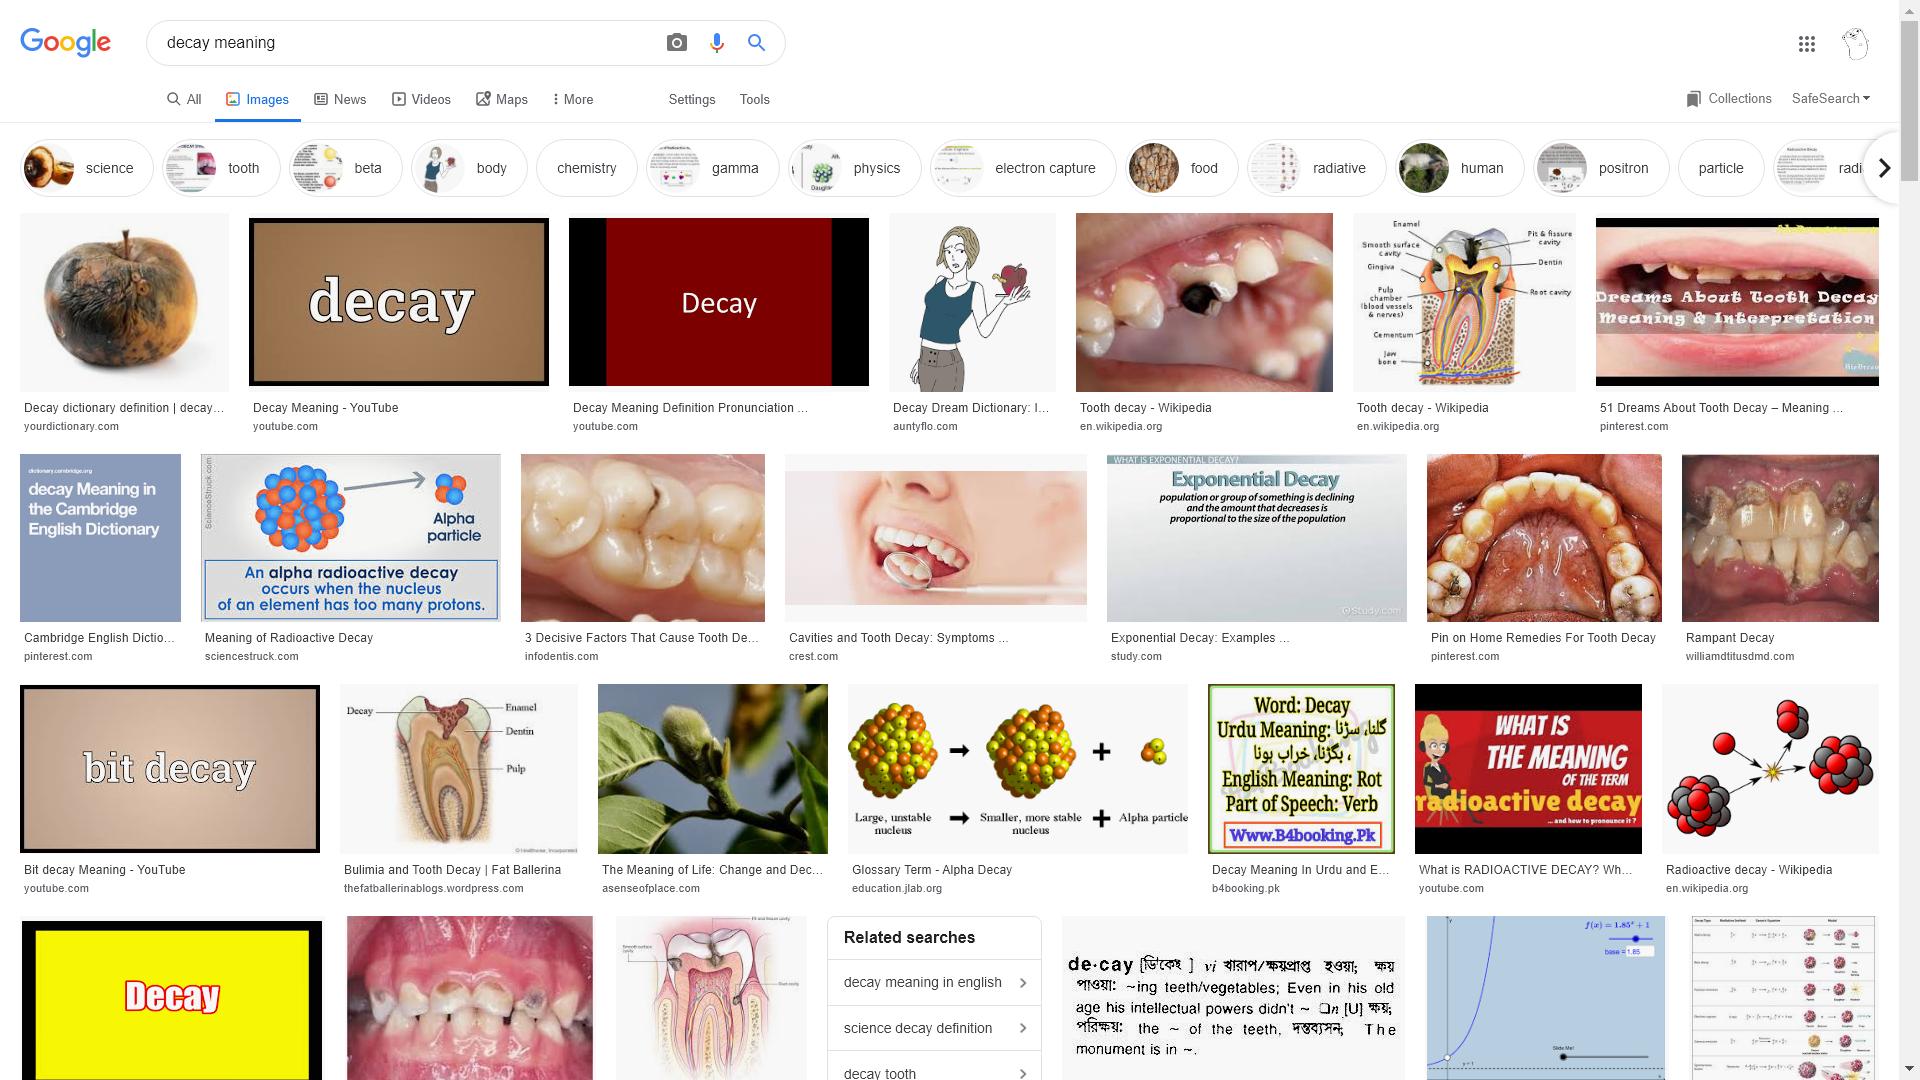 Google
decay meaning
All
Images
News
Videos
Maps
More
Settings
Tools
Collections
SafeSearch
science
tooth
beta
body
chemistry
gamma
physics
electron capture
food
radiative
human
positron
particle
radi
decay
Decay
Enamel
Smooth surface
cavity
Gingiva
Pulp
chamber
(blood vessels
& nerves)
Cementum
Jaw
bone
Pit & fissure
cavity
Dentin
Root cavity
Dreams About Tooth Decay
Meaning & Interpretation
Decay dictionary definition | decay...
yourdictionary.com
Decay Meaning - YouTube
youtube.com
Decay Meaning Definition Pronunciation ...
youtube.com
Decay Dream Dictionary: I...
auntyflo.com
Tooth decay - Wikipedia
en.wikipedia.org
Tooth decay - Wikipedia
en.wikipedia.org
51 Dreams About Tooth Decay – Meaning ...
pinterest.com
dictionary.cambridge.org
decay Meaning in
the Cambridge
English Dictionary
ScienceStruck.com
Alpha
particle
An alpha radioactive decay
occurs when the nucleus
of an element has too many protons.
WHAT IS EXPONENTIAL DECAY?
Exponential Decay
population or group of something is declining
and the amount that decreases is
proportional to the size of the population
Study.com
Cambridge English Dictio...
pinterest.com
Meaning of Radioactive Decay
sciencestruck.com
3 Decisive Factors That Cause Tooth De...
infodentis.com
Cavities and Tooth Decay: Symptoms ...
crest.com
Exponential Decay: Examples ...
study.com
Pin on Home Remedies For Tooth Decay
pinterest.com
Rampant Decay
williamdtitusdmd.com
bit decay
Decay
Enamel
Dentin
Pulp
© Healthwise, Incorporated
Large, unstable
nucleus
Smaller, more stable
nucleus
+
+
Alpha particle
Word: Decay
Urdu Meaning: گلنا، سڑنا
، بگڑنا، خراب ہونا
English Meaning: Rot
Part of Speech: Verb
Www.B4booking.Pk
WHAT IS
THE MEANING
OF THE TERM
radioactive decay
... and how to pronounce it ?
Bit decay Meaning - YouTube
youtube.com
Bulimia and Tooth Decay | Fat Ballerina
thefatballerinablogs.wordpress.com
The Meaning of Life: Change and Dec...
asenseofplace.com
Glossary Term - Alpha Decay
education.jlab.org
Decay Meaning In Urdu and E...
b4booking.pk
What is RADIOACTIVE DECAY? Wh...
youtube.com
Radioactive decay - Wikipedia
en.wikipedia.org
Decay
Related searches
decay meaning in english
science decay definition
decay tooth
de·cay [ডি'কেই ] vi খারাপ/ক্ষয়প্রাপ্ত হওয়া; ক্ষয়
পাওয়া: ~ing teeth/vegetables; Even in his old
age his intellectual powers didn't ~ n [U] ক্ষয়;
পরিক্ষয়: the ~ of the teeth, দন্তব্যসন; The
monument is in ~.
f(x) = 1.85ˣ + 1
base = 1.85
Slide Me!
y = 1